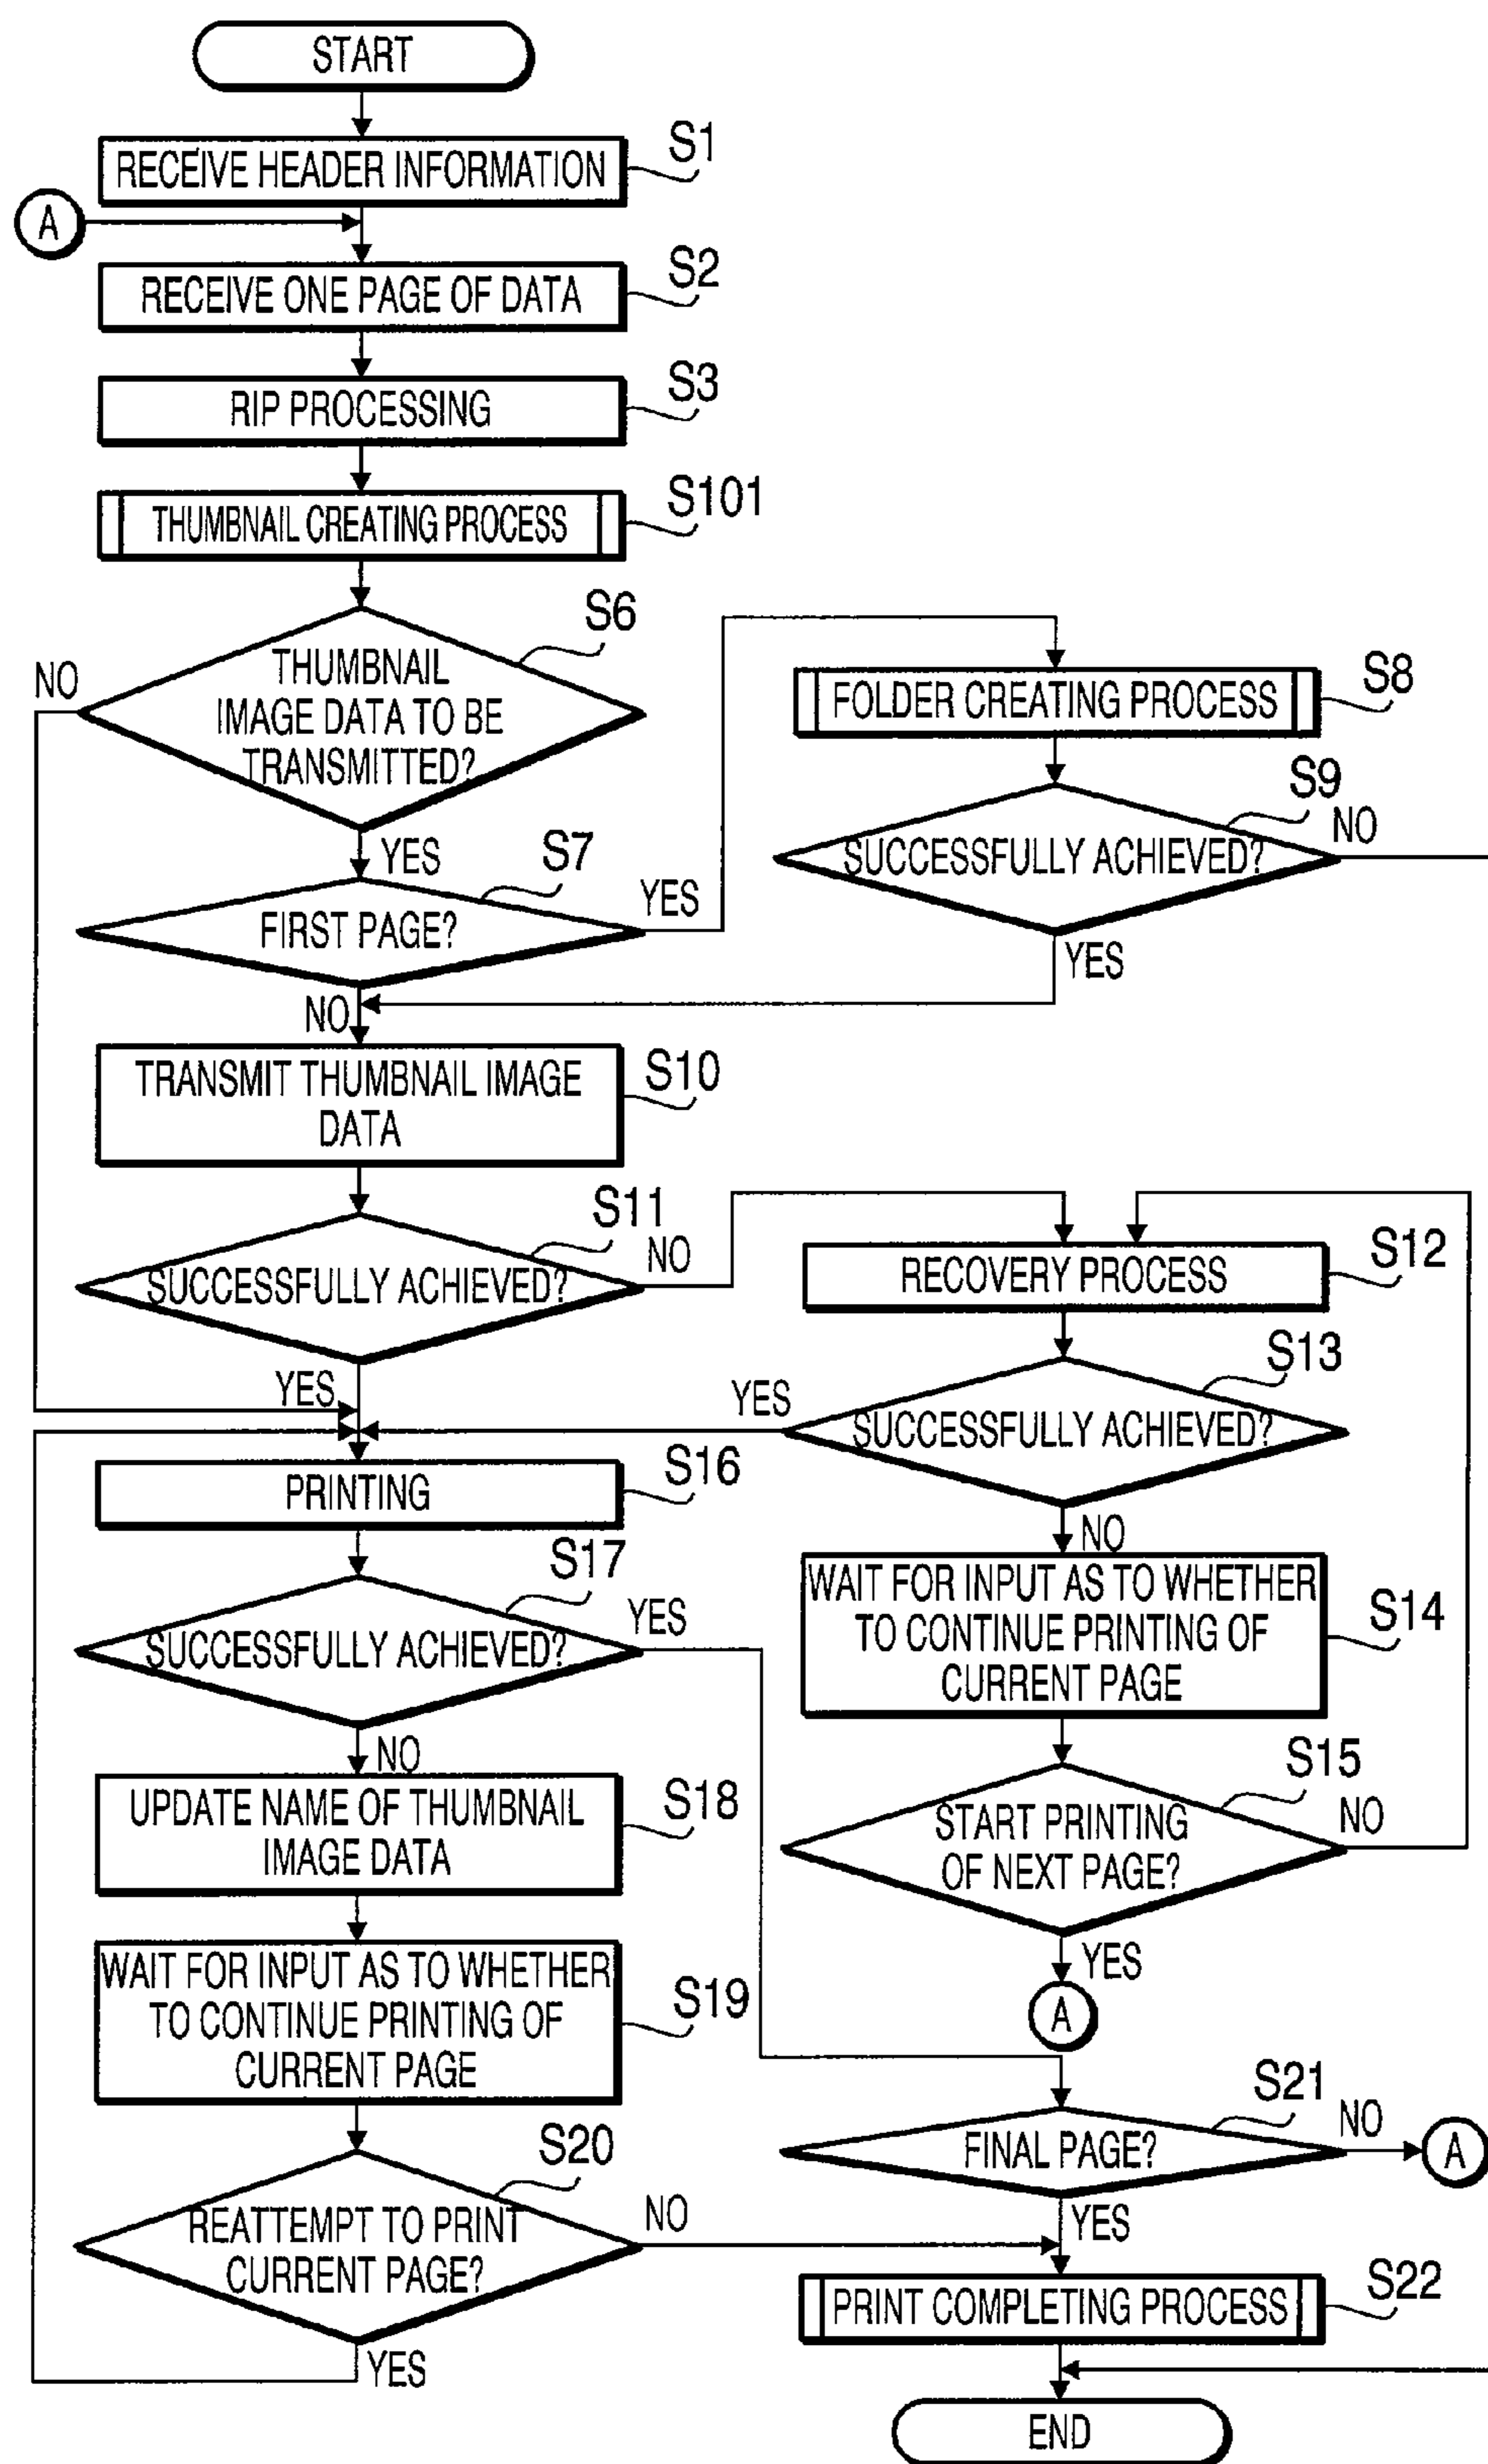 START
RECEIVE HEADER INFORMATION
S1
A
RECEIVE ONE PAGE OF DATA
S2
RIP PROCESSING
S3
THUMBNAIL CREATING PROCESS
S101
THUMBNAIL
IMAGE DATA TO BE
TRANSMITTED?
S6
NO
YES
FIRST PAGE?
S7
YES
NO
FOLDER CREATING PROCESS
S8
SUCCESSFULLY ACHIEVED?
S9
NO
YES
TRANSMIT THUMBNAIL IMAGE
DATA
S10
SUCCESSFULLY ACHIEVED?
S11
NO
YES
RECOVERY PROCESS
S12
SUCCESSFULLY ACHIEVED?
S13
YES
NO
WAIT FOR INPUT AS TO WHETHER
TO CONTINUE PRINTING OF
CURRENT PAGE
S14
START PRINTING
OF NEXT PAGE?
S15
NO
YES
A
PRINTING
S16
SUCCESSFULLY ACHIEVED?
S17
YES
NO
UPDATE NAME OF THUMBNAIL
IMAGE DATA
S18
WAIT FOR INPUT AS TO WHETHER
TO CONTINUE PRINTING OF
CURRENT PAGE
S19
REATTEMPT TO PRINT
CURRENT PAGE?
S20
NO
YES
FINAL PAGE?
S21
NO
A
YES
PRINT COMPLETING PROCESS
S22
END